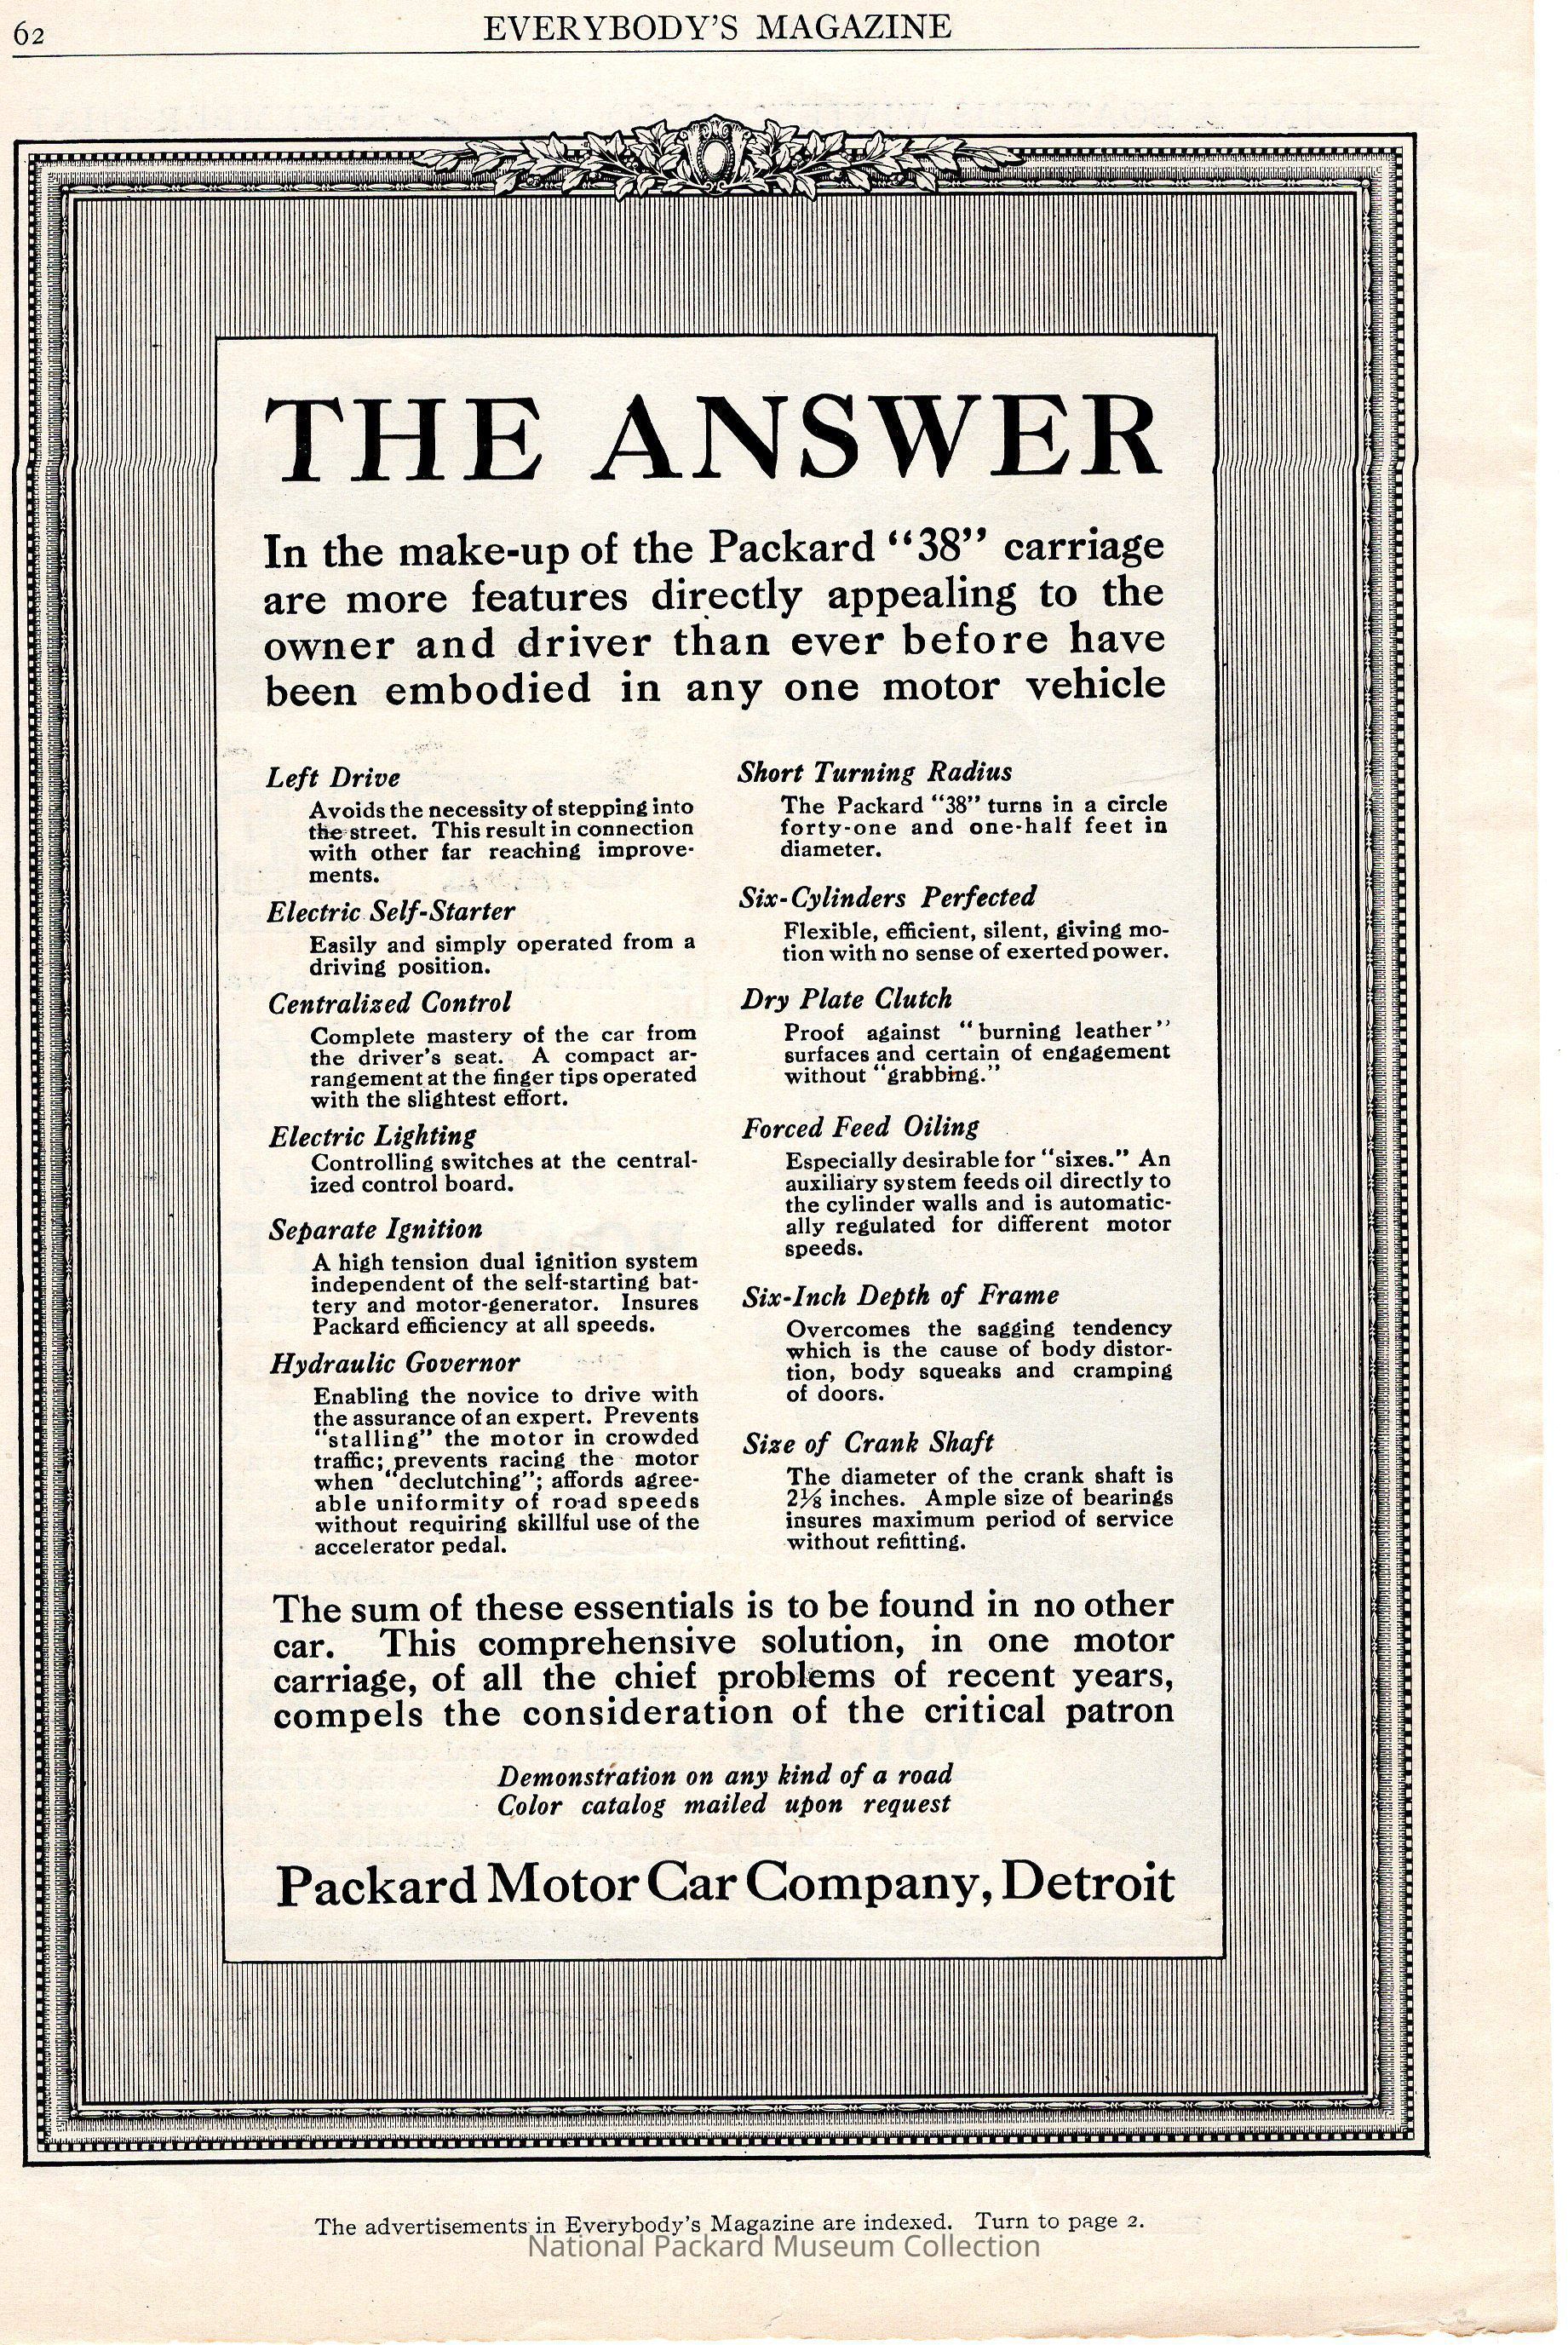 62
EVERYBODY'S MAGAZINE
THE ANSWER
In the make-up of the Packard “38” carriage
are more features directly appealing to the
owner and driver than ever before have
been embodied in any one motor vehicle
Left Drive
Avoids the necessity of stepping into
the street. This result in connection
with other far reaching improve-
ments.
Electric Self-Starter
Easily and simply operated from a
driving position.
Centralized Control
Complete mastery of the car from
the driver's seat. A compact ar-
rangement at the finger tips operated
with the slightest effort.
Electric Lighting
Controlling switches at the central-
ized control board.
Separate Ignition
A high tension dual ignition system
independent of the self-starting bat-
tery and motor-generator. Insures
Packard efficiency at all speeds.
Hydraulic Governor
Enabling the novice to drive with
the assurance of an expert. Prevents
“stalling” the motor in crowded
traffic; prevents racing the motor
when “declutching”; affords agree-
able uniformity of road speeds
without requiring skillful use of the
accelerator pedal.
Short Turning Radius
The Packard “38” turns in a circle
forty-one and one-half feet in
diameter.
Six-Cylinders Perfected
Flexible, efficient, silent, giving mo-
tion with no sense of exerted power.
Dry Plate Clutch
Proof against “burning leather”
surfaces and certain of engagement
without “grabbing.”
Forced Feed Oiling
Especially desirable for “sixes.” An
auxiliary system feeds oil directly to
the cylinder walls and is automatic-
ally regulated for different motor
speeds.
Six-Inch Depth of Frame
Overcomes the sagging tendency
which is the cause of body distor-
tion, body squeaks and cramping
of doors.
Size of Crank Shaft
The diameter of the crank shaft is
2⅛ inches. Ample size of bearings
insures maximum period of service
without refitting.
The sum of these essentials is to be found in no other
car. This comprehensive solution, in one motor
carriage, of all the chief problems of recent years,
compels the consideration of the critical patron
Demonstration on any kind of a road
Color catalog mailed upon request
Packard Motor Car Company, Detroit
The advertisements in Everybody's Magazine are indexed. Turn to page 2.
National Packard Museum Collection